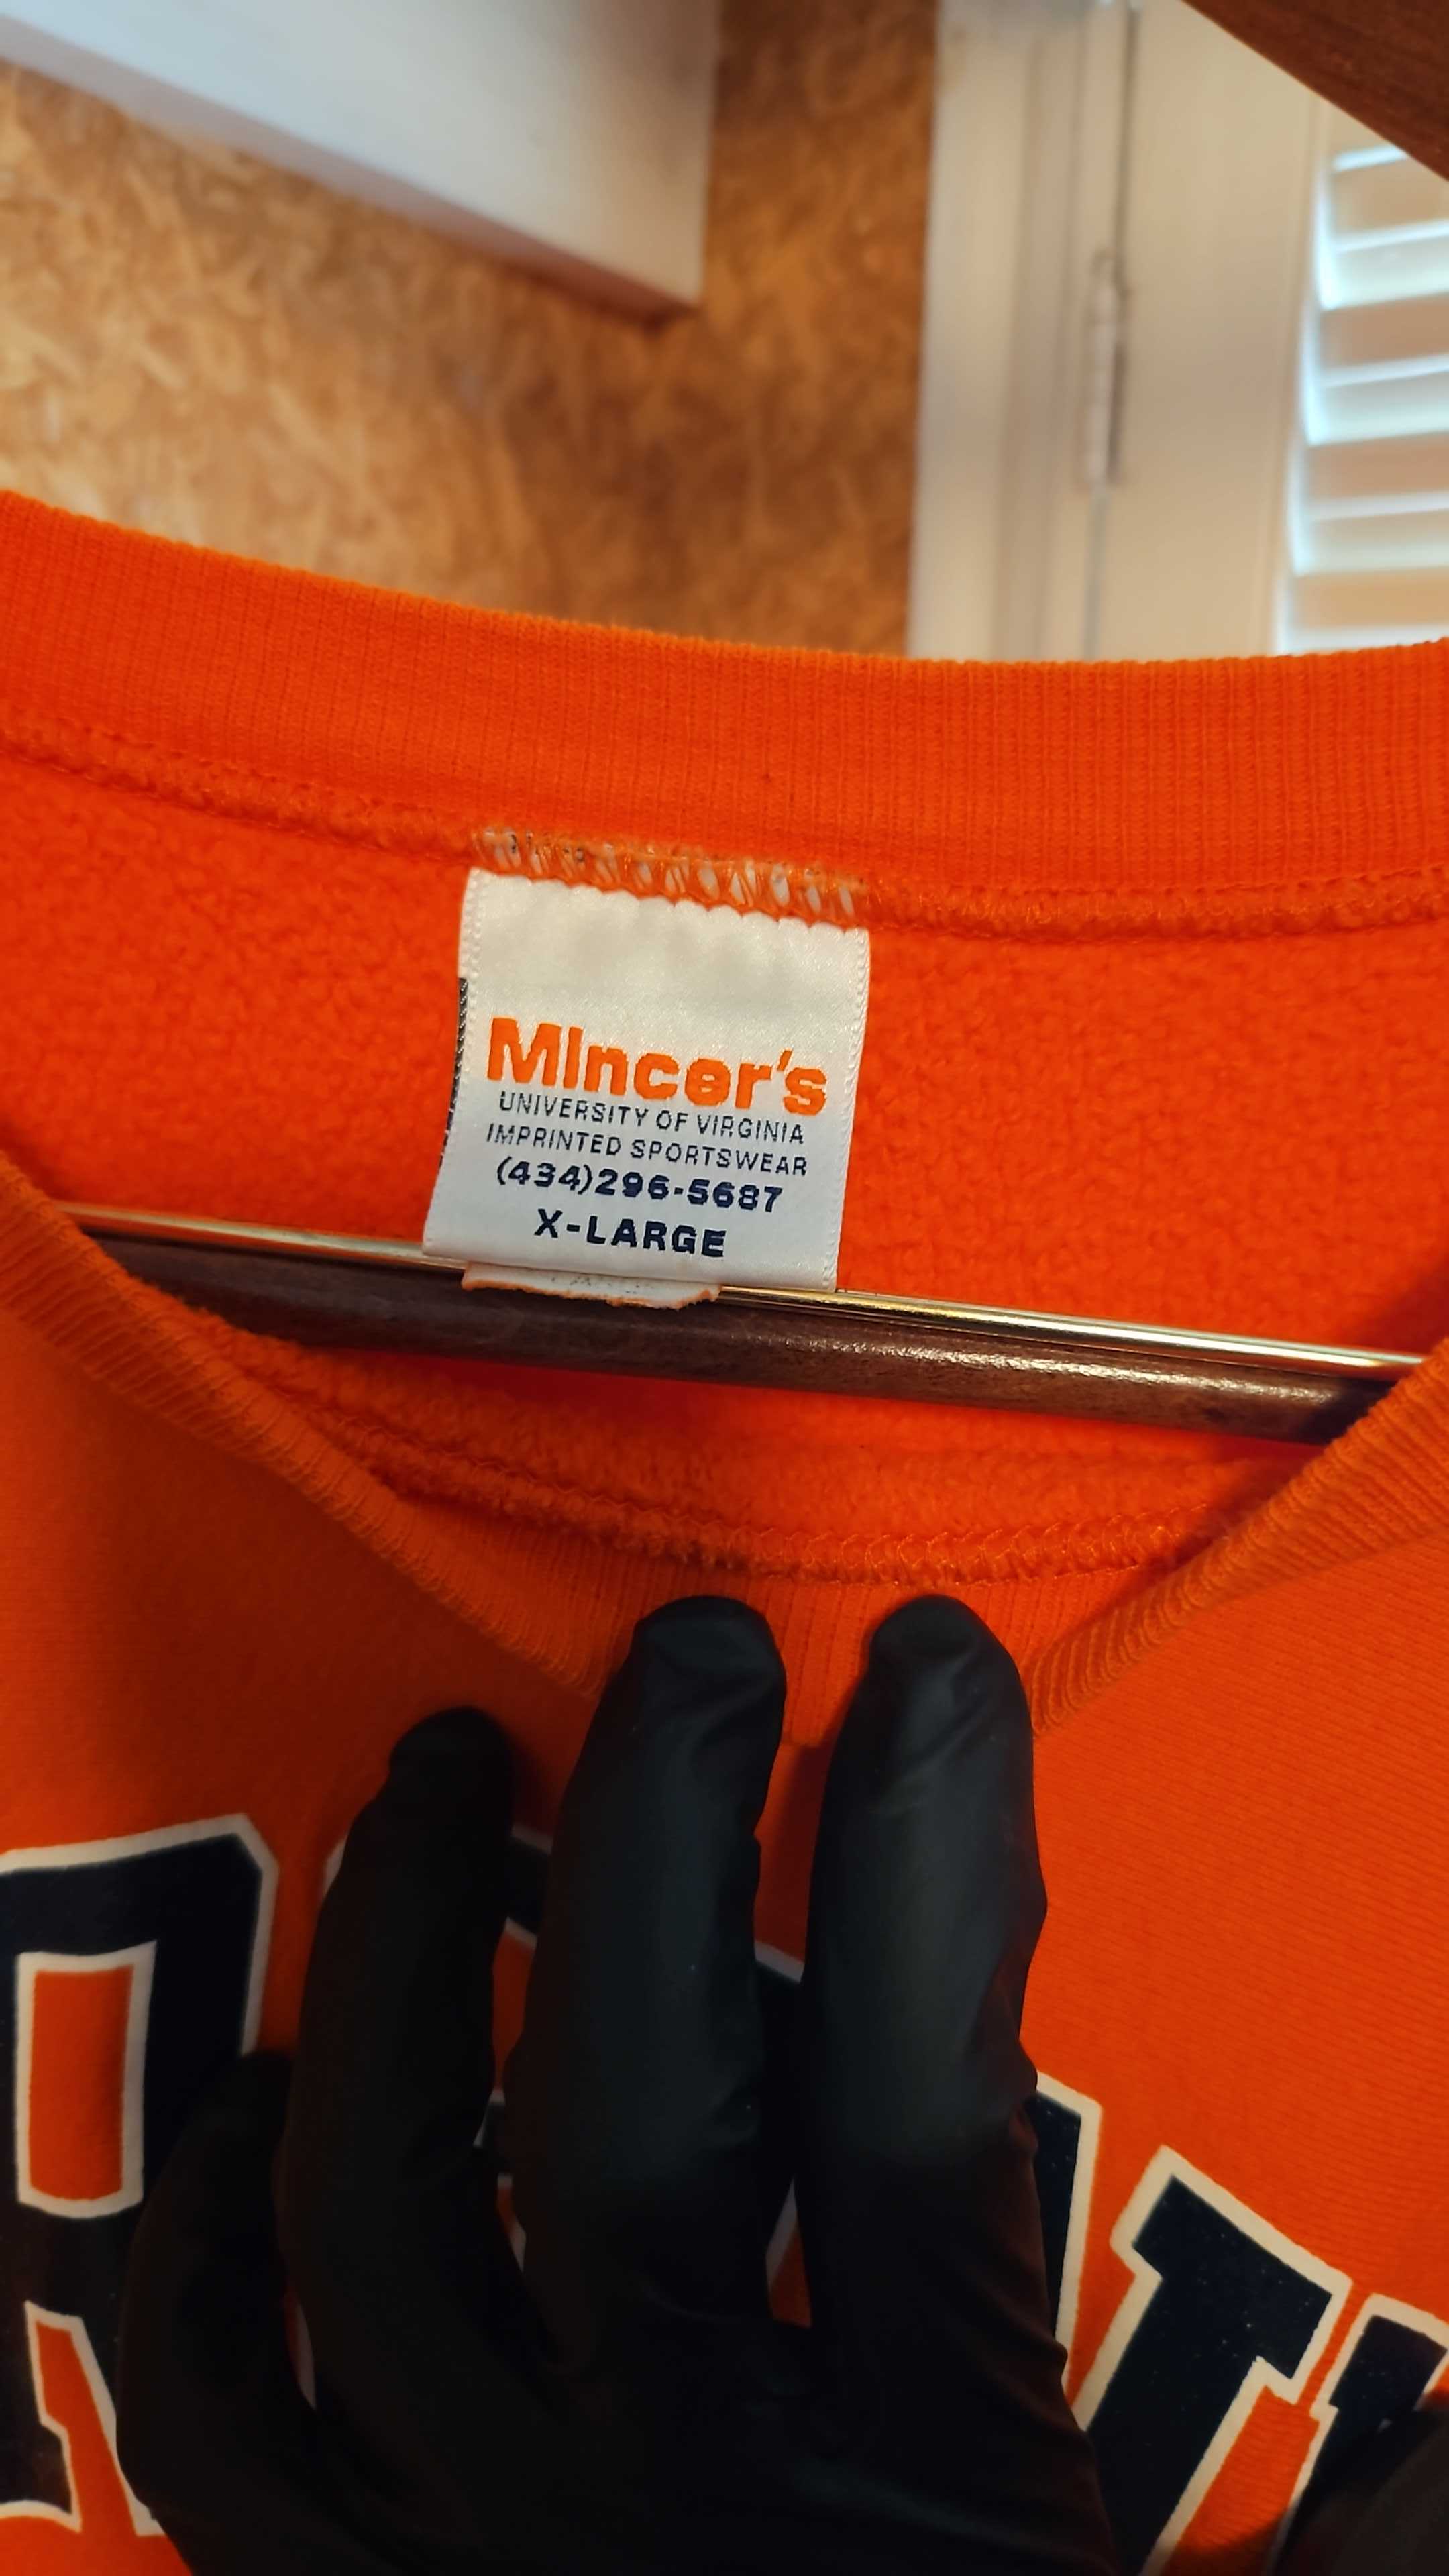 Mincer's
UNIVERSITY OF VIRGINIA
IMPRINTED SPORTSWEAR
(434)296-5687
X-LARGE